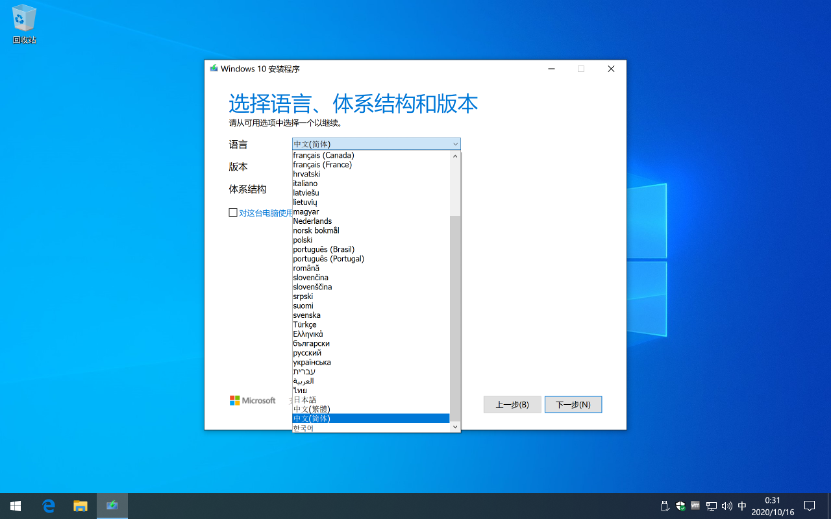 回收站
Windows 10 安装程序
选择语言、体系结构和版本
请从可用选项中选择一个以继续。
语言
中文(简体)
版本
体系结构
对这台电脑使用
français (Canada)
français (France)
hrvatski
italiano
latviešu
lietuvių
magyar
Nederlands
norsk bokmål
polski
português (Brasil)
português (Portugal)
română
slovenčina
slovenščina
srpski
suomi
svenska
Türkçe
Ελληνικά
български
русский
українська
עברית
العربية
ไทย
日本語
中文(繁體)
中文(简体)
한국어
Microsoft
上一步(B)
下一步(N)
中
0:31
2020/10/16